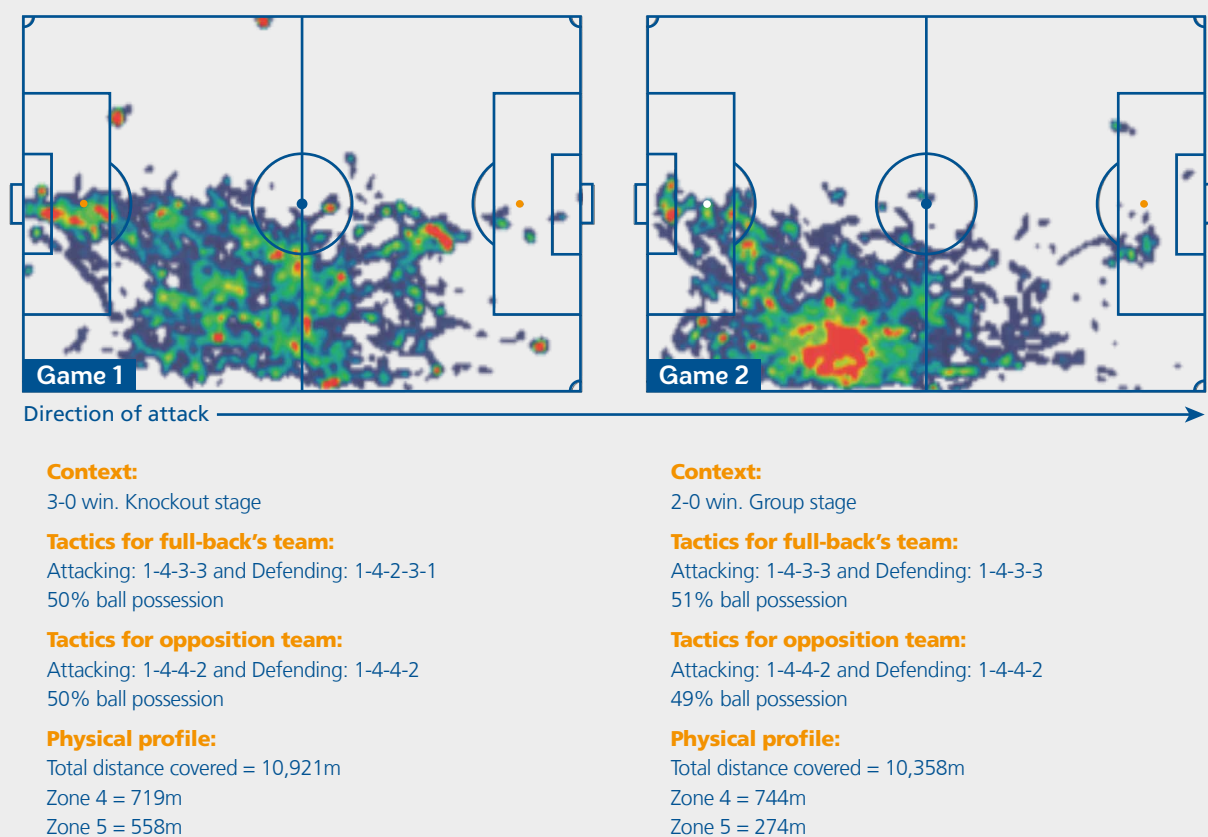 Game 1
Game 2
Direction of attack
Context:
3-0 win. Knockout stage
Tactics for full-back's team:
Attacking: 1-4-3-3 and Defending: 1-4-2-3-1
50% ball possession
Tactics for opposition team:
Attacking: 1-4-4-2 and Defending: 1-4-4-2
50% ball possession
Physical profile:
Total distance covered = 10,921m
Zone 4 = 719m
Zone 5 = 558m
Context:
2-0 win. Group stage
Tactics for full-back's team:
Attacking: 1-4-3-3 and Defending: 1-4-3-3
51% ball possession
Tactics for opposition team:
Attacking: 1-4-4-2 and Defending: 1-4-4-2
49% ball possession
Physical profile:
Total distance covered = 10,358m
Zone 4 = 744m
Zone 5 = 274m